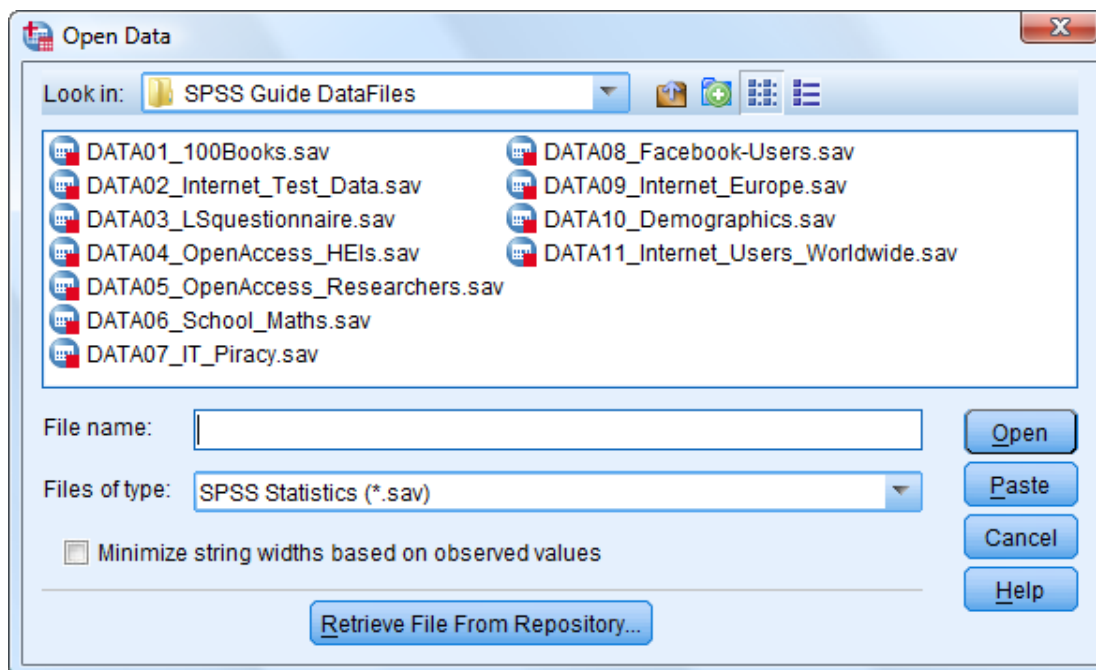 Open Data
Look in: SPSS Guide DataFiles
DATA01_100Books.sav
DATA02_Internet_Test_Data.sav
DATA03_LSquestionnaire.sav
DATA04_OpenAccess_HEIs.sav
DATA05_OpenAccess_Researchers.sav
DATA06_School_Maths.sav
DATA07_IT_Piracy.sav
DATA08_Facebook-Users.sav
DATA09_Internet_Europe.sav
DATA10_Demographics.sav
DATA11_Internet_Users_Worldwide.sav
File name:
Open
Files of type: SPSS Statistics (*.sav)
Paste
Minimize string widths based on observed values
Cancel
Help
Retrieve File From Repository...